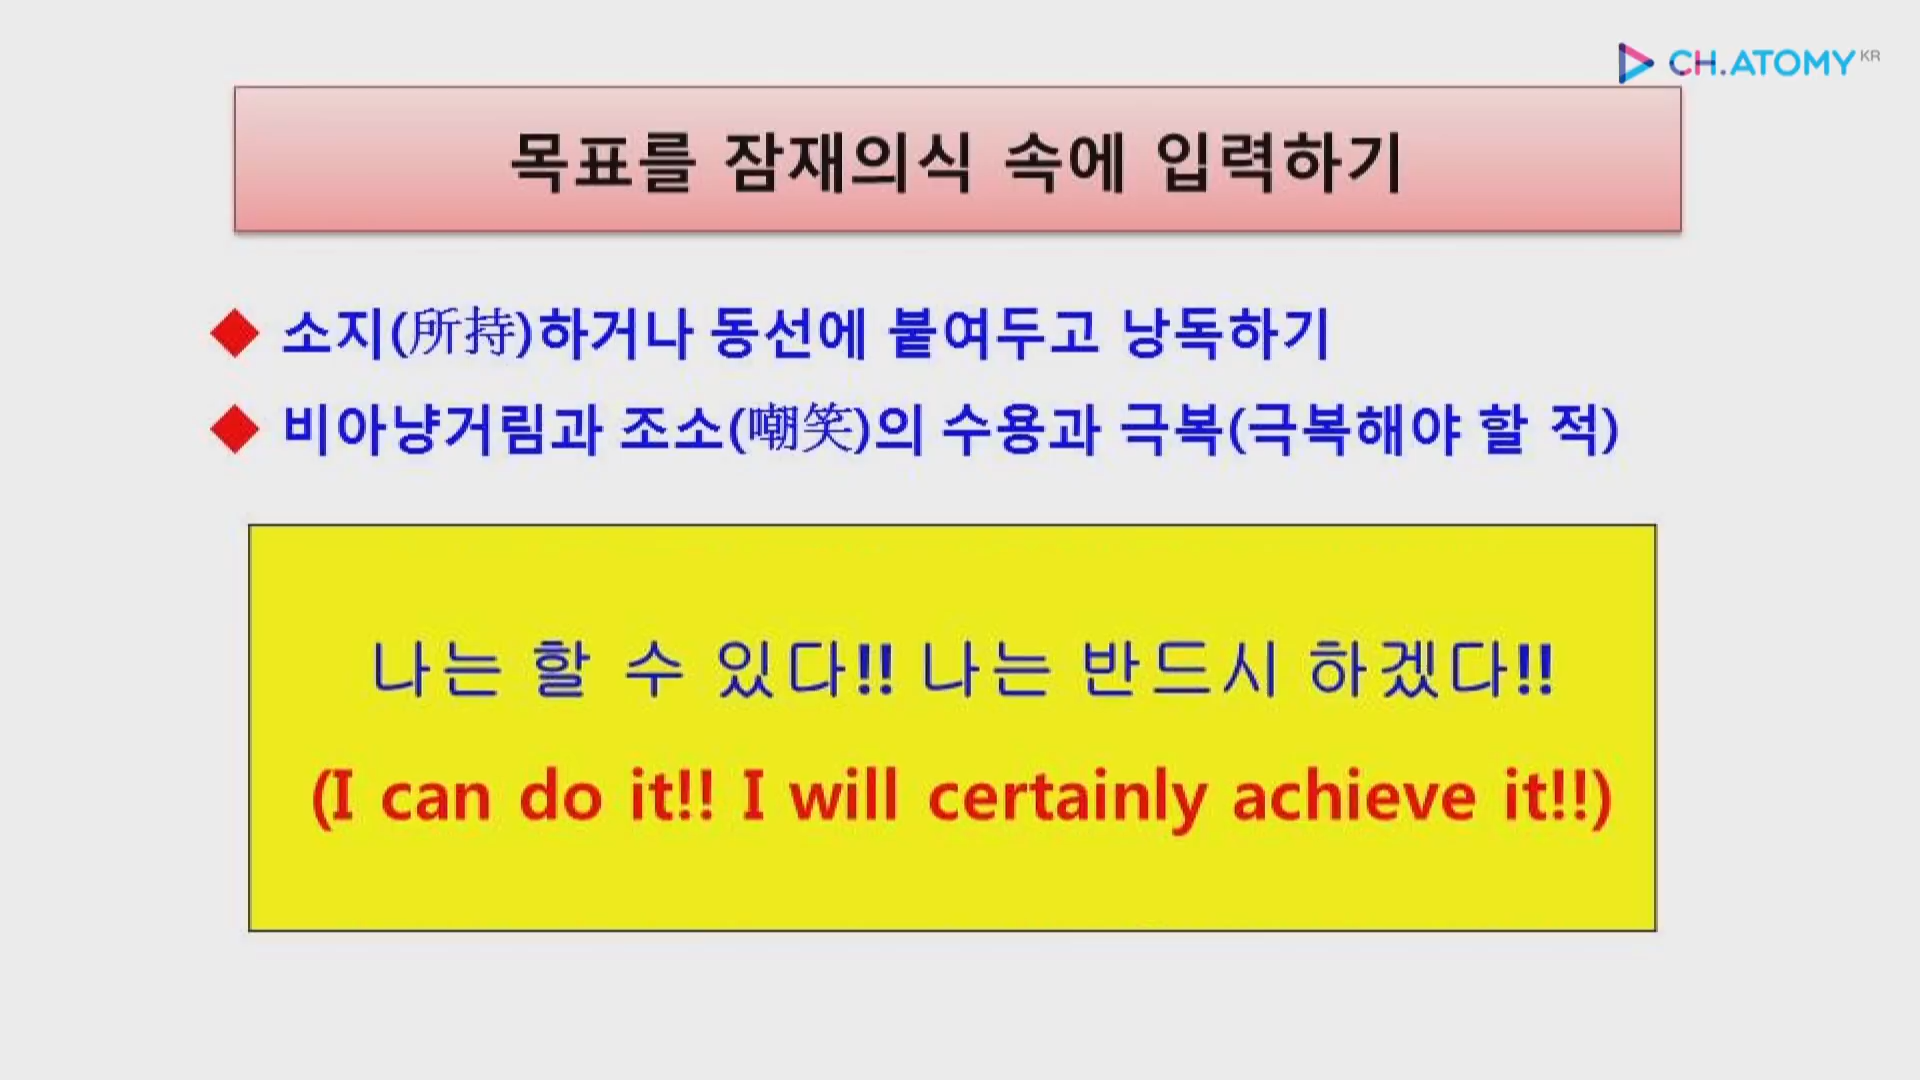 CH.ATOMY KR
목표를 잠재의식 속에 입력하기
◆ 소지(所持)하거나 동선에 붙여두고 낭독하기
◆ 비아냥거림과 조소(嘲笑)의 수용과 극복(극복해야 할 적)
나는 할 수 있다!! 나는 반드시 하겠다!!
(I can do it!! I will certainly achieve it!!)